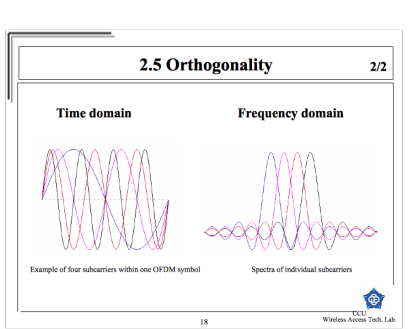 2.5 Orthogonality 2/2
Time domain Frequency domain
Example of four subcarriers within one OFDM symbol Spectra of individual subcarriers
CCU
18 Wireless Access Tech. Lab.